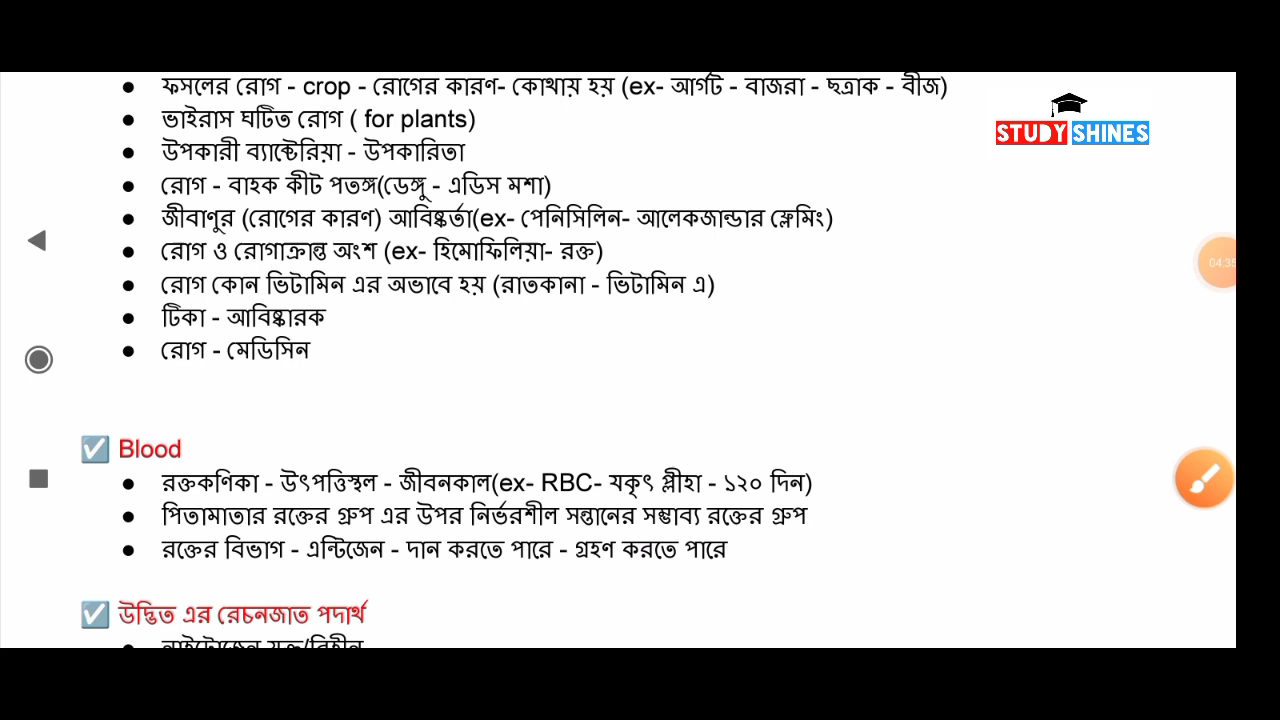 ফসলের রোগ - crop - রোগের কারণ- কোথায় হয় (ex- আর্গট - বাজরা - ছত্রাক - বীজ)
STUDY SHINES
ভাইরাস ঘটিত রোগ ( for plants)
উপকারী ব্যাক্টেরিয়া - উপকারিতা
রোগ - বাহক কীট পতঙ্গ(ডেঙ্গু - এডিস মশা)
জীবাণুর (রোগের কারণ) আবিষ্কর্তা(ex- পেনিসিলিন- আলেকজান্ডার ফ্লেমিং)
রোগ ও রোগাক্রান্ত অংশ (ex- হিমোফিলিয়া- রক্ত)
04:35
রোগ কোন ভিটামিন এর অভাবে হয় (রাতকানা - ভিটামিন এ)
টিকা - আবিষ্কারক
রোগ - মেডিসিন
Blood
রক্তকণিকা - উৎপত্তিস্থল - জীবনকাল(ex- RBC- যকৃৎ প্লীহা - ১২০ দিন)
পিতামাতার রক্তের গ্রুপ এর উপর নির্ভরশীল সন্তানের সম্ভাব্য রক্তের গ্রুপ
রক্তের বিভাগ - এন্টিজেন - দান করতে পারে - গ্রহণ করতে পারে
উদ্ভিত এর রেচনজাত পদার্থ
নাইট্রোজেন যুক্ত/বিহীন